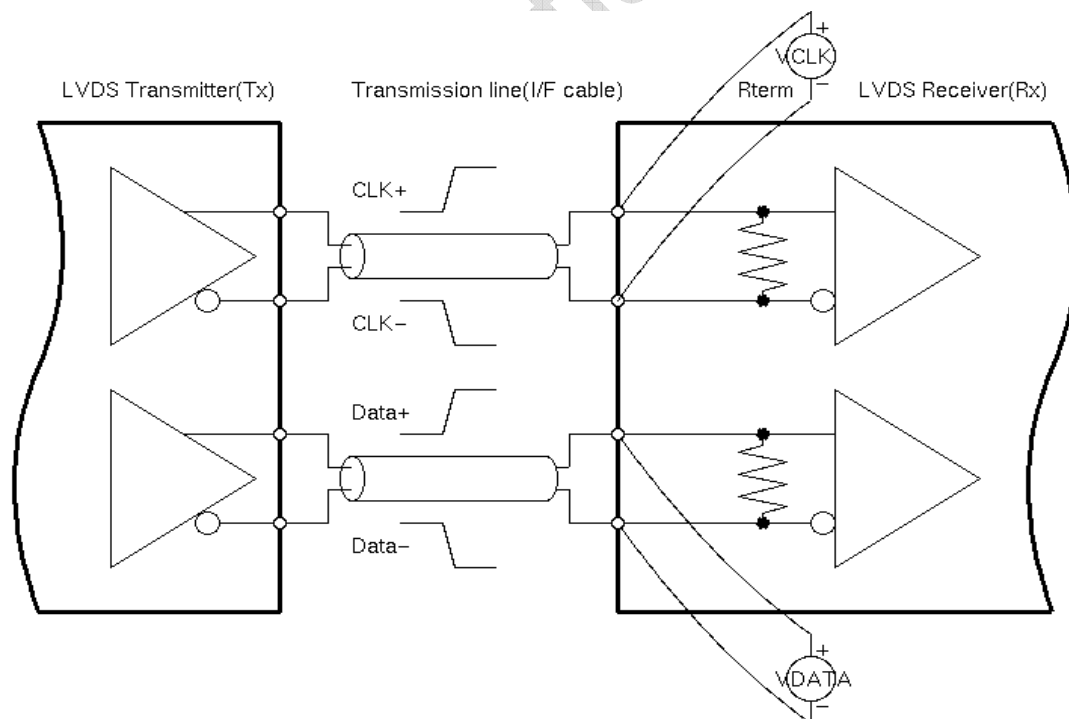 VCLK
+
−
LVDS Transmitter(Tx)
Transmission line(I/F cable)
Rterm
LVDS Receiver(Rx)
CLK+
CLK−
Data+
Data−
+
VDATA
−